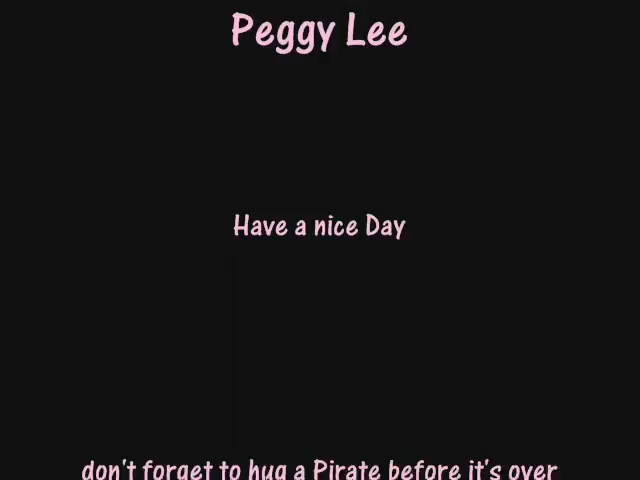 Peggy Lee
Have a nice Day
don't forget to hug a Pirate before it's over